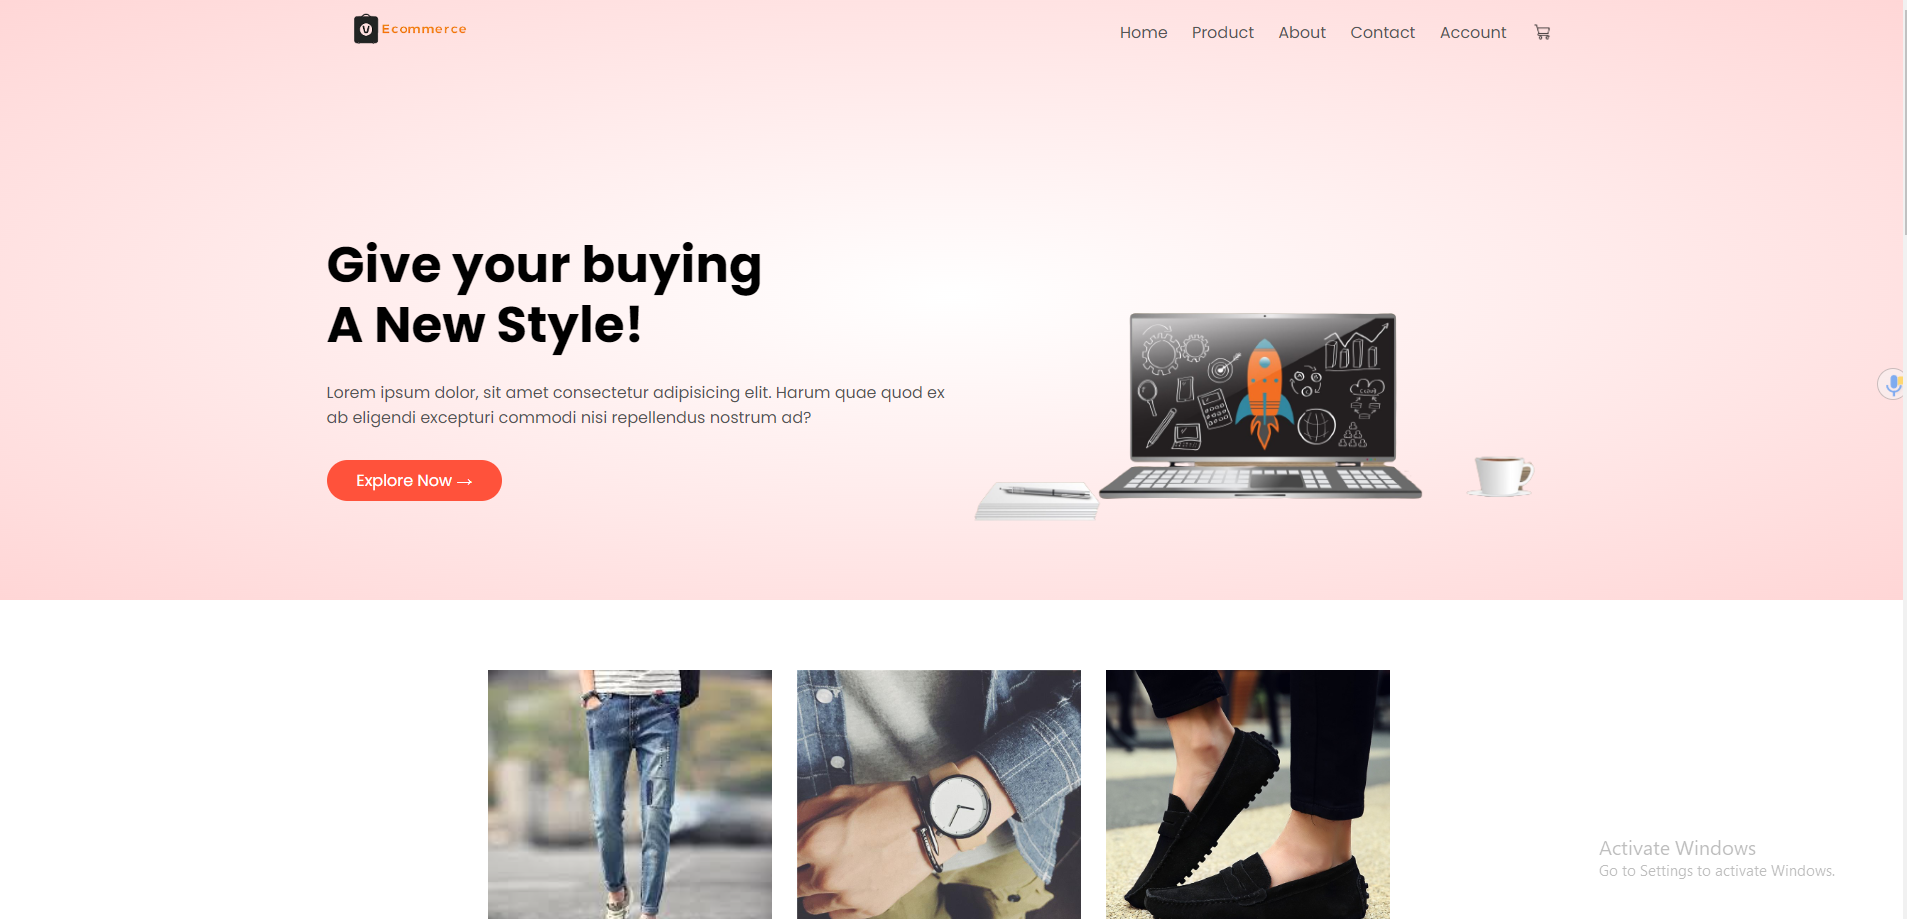 V Ecommerce
Home Product About Contact Account
Give your buying
A New Style!
Lorem ipsum dolor, sit amet consectetur adipisicing elit. Harum quae quod ex
ab eligendi excepturi commodi nisi repellendus nostrum ad?
Explore Now →
Activate Windows
Go to Settings to activate Windows.